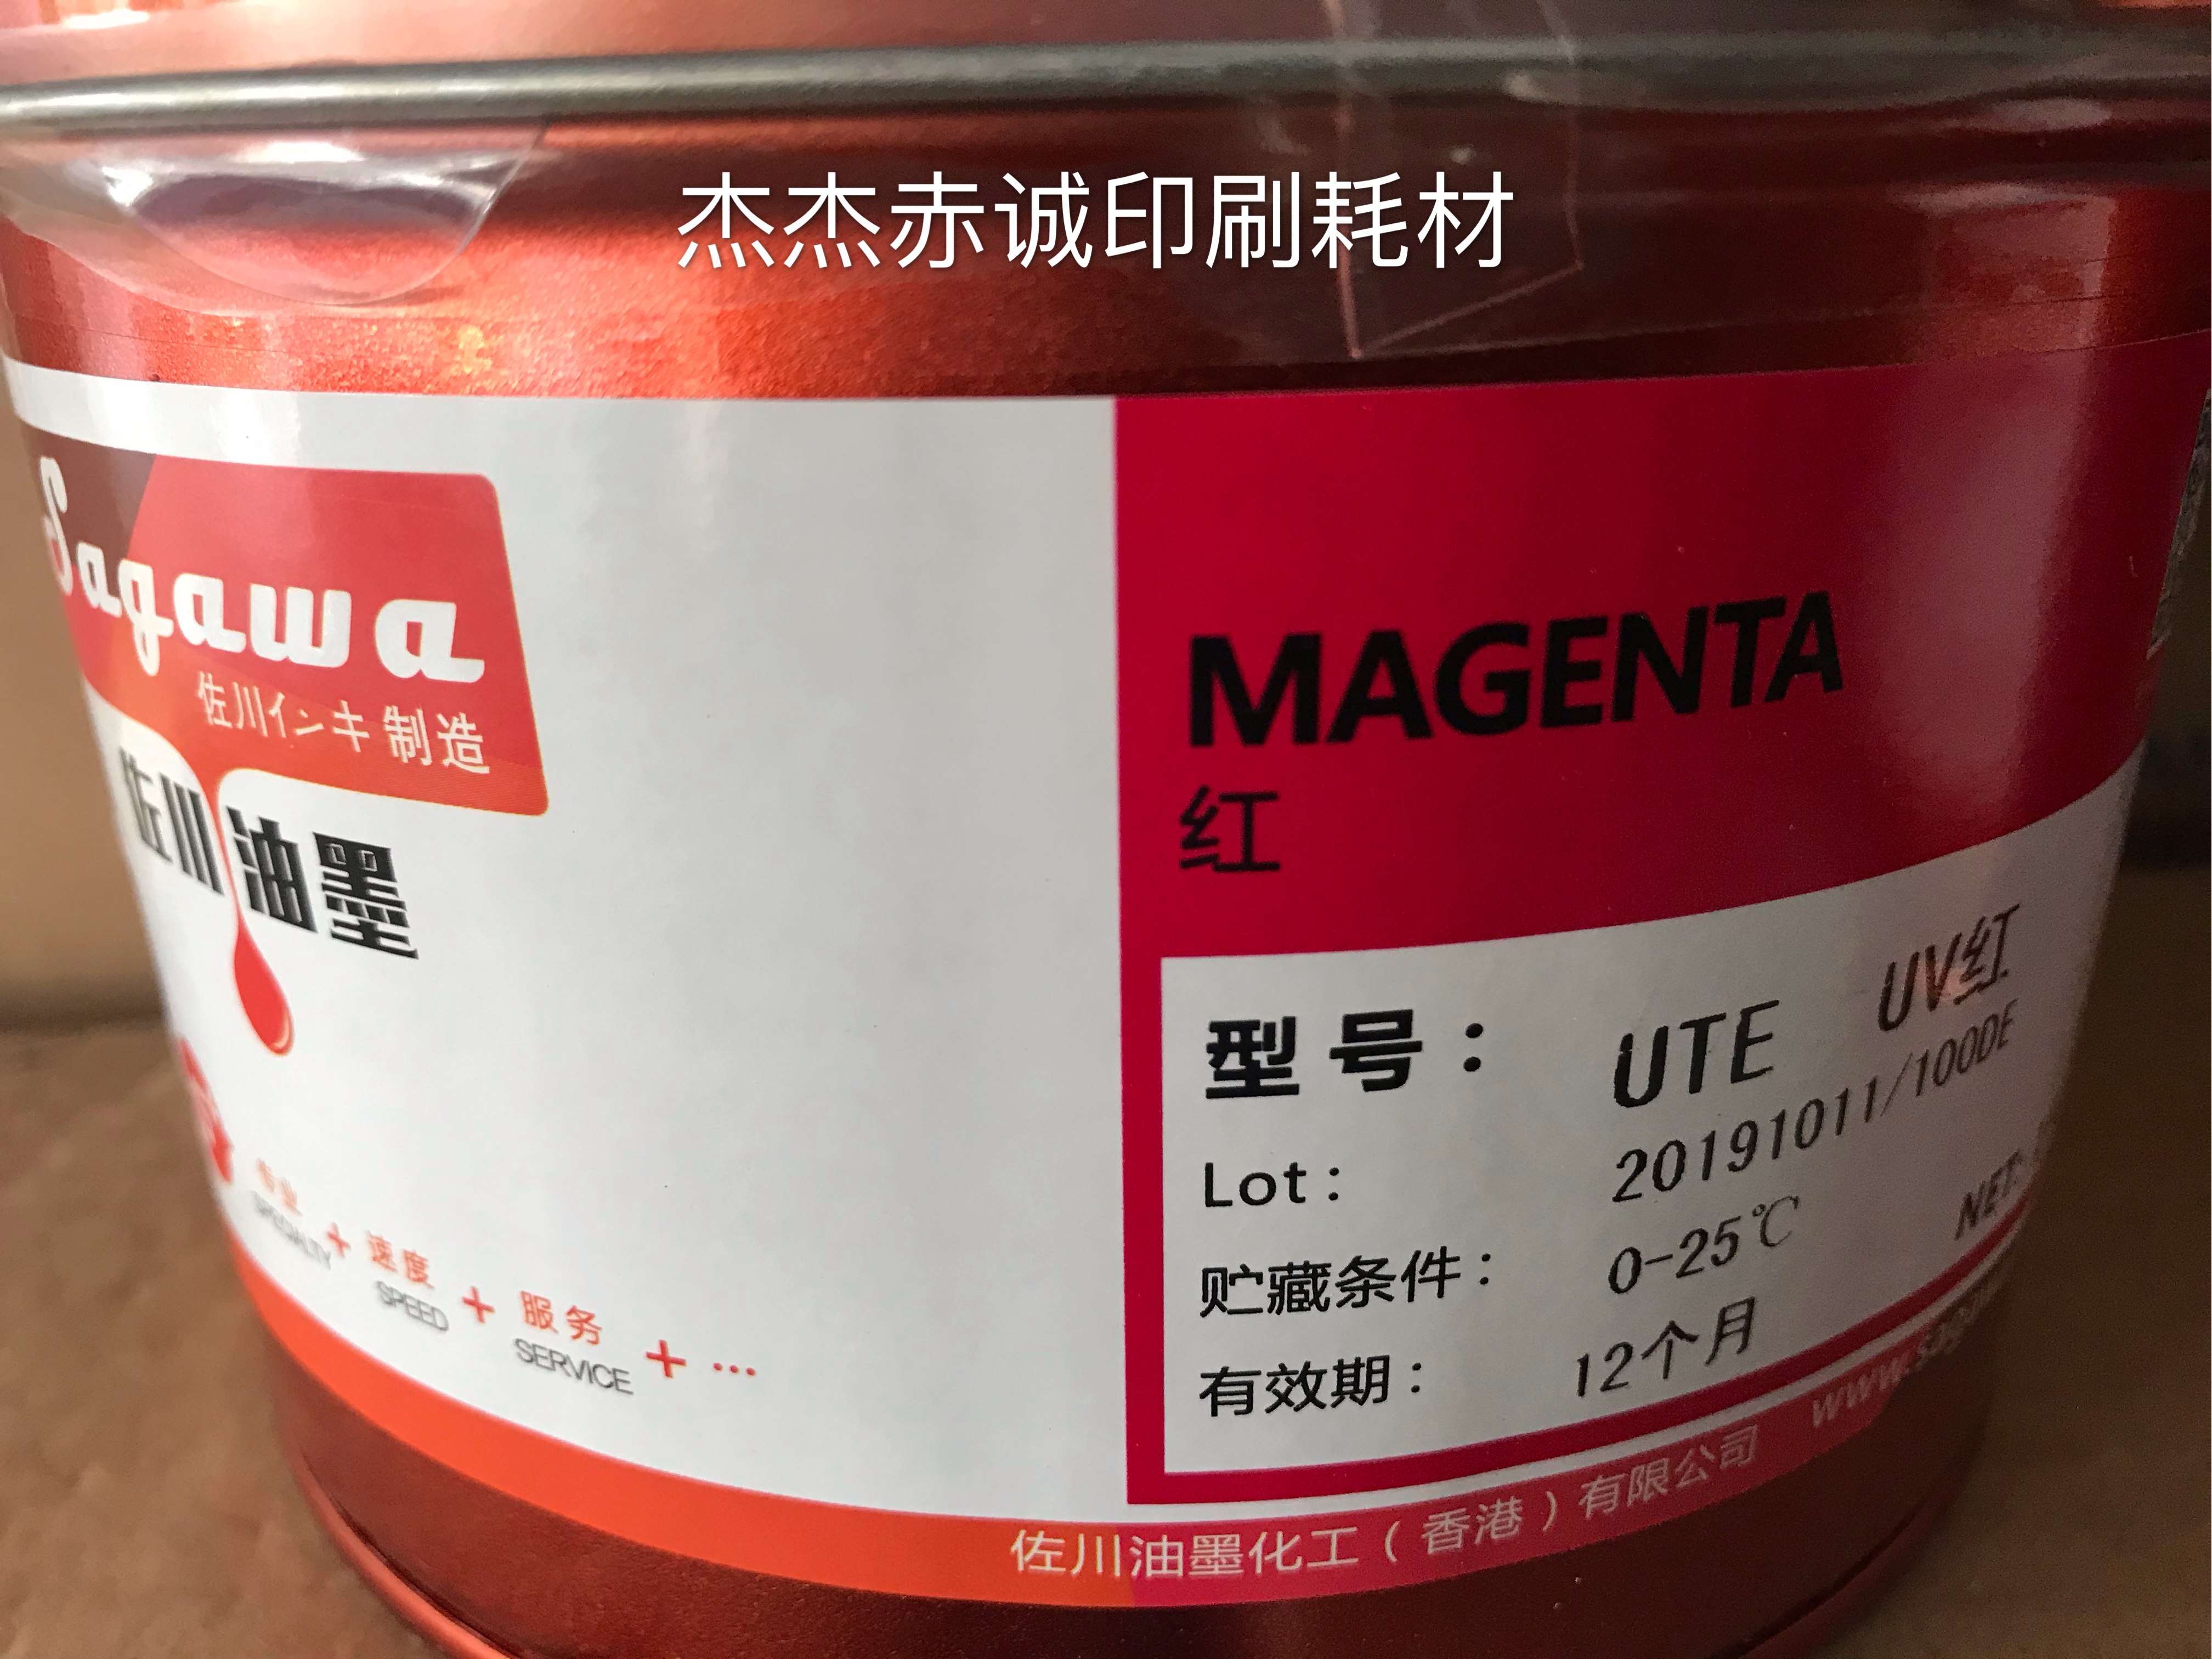 杰杰赤诚印刷耗材
Sagawa
佐川インキ 制造
佐川油墨
专业 + 速度 + 服务 + ...
SPECIALTY SPEED SERVICE
MAGENTA
红
型号： UTE UV红
Lot： 20191011/100DE
贮藏条件： 0-25℃ NET:
有效期： 12个月
佐川油墨化工（香港）有限公司